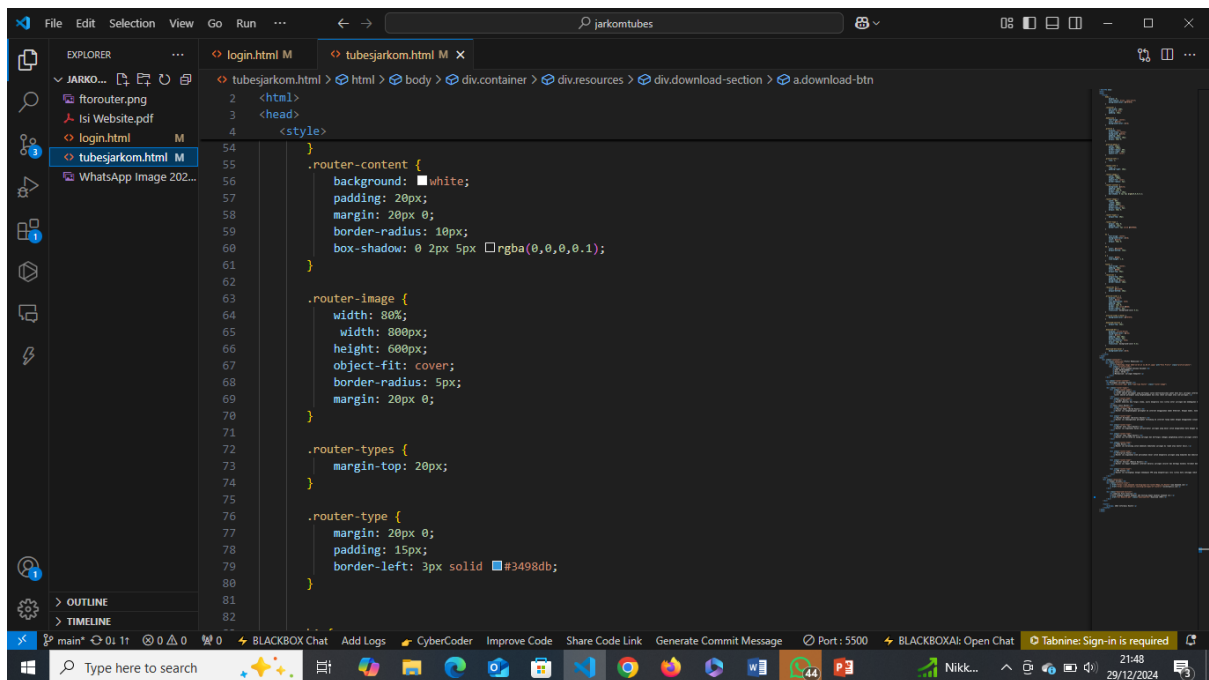 File Edit Selection View Go Run ··· jarkomtubes
EXPLORER ···
JARKO...
ftorouter.png
Isi Website.pdf
login.html M
tubesjarkom.html M
WhatsApp Image 202...
OUTLINE
TIMELINE
3
1
1
login.html M tubesjarkom.html M
tubesjarkom.html > html > body > div.container > div.resources > div.download-section > a.download-btn
2 <html>
3 <head>
4 <style>
54 }
55 .router-content {
56 background: white;
57 padding: 20px;
58 margin: 20px 0;
59 border-radius: 10px;
60 box-shadow: 0 2px 5px rgba(0,0,0,0.1);
61 }
62
63 .router-image {
64 width: 80%;
65 width: 800px;
66 height: 600px;
67 object-fit: cover;
68 border-radius: 5px;
69 margin: 20px 0;
70 }
71
72 .router-types {
73 margin-top: 20px;
74 }
75
76 .router-type {
77 margin: 20px 0;
78 padding: 15px;
79 border-left: 3px solid #3498db;
80 }
81
82
main* 0↓ 1↑ 0 0 0 BLACKBOX Chat Add Logs CyberCoder Improve Code Share Code Link Generate Commit Message Port : 5500 BLACKBOXAI: Open Chat Tabnine: Sign-in is required
Type here to search 44 Nikk... 21:48
29/12/2024 3